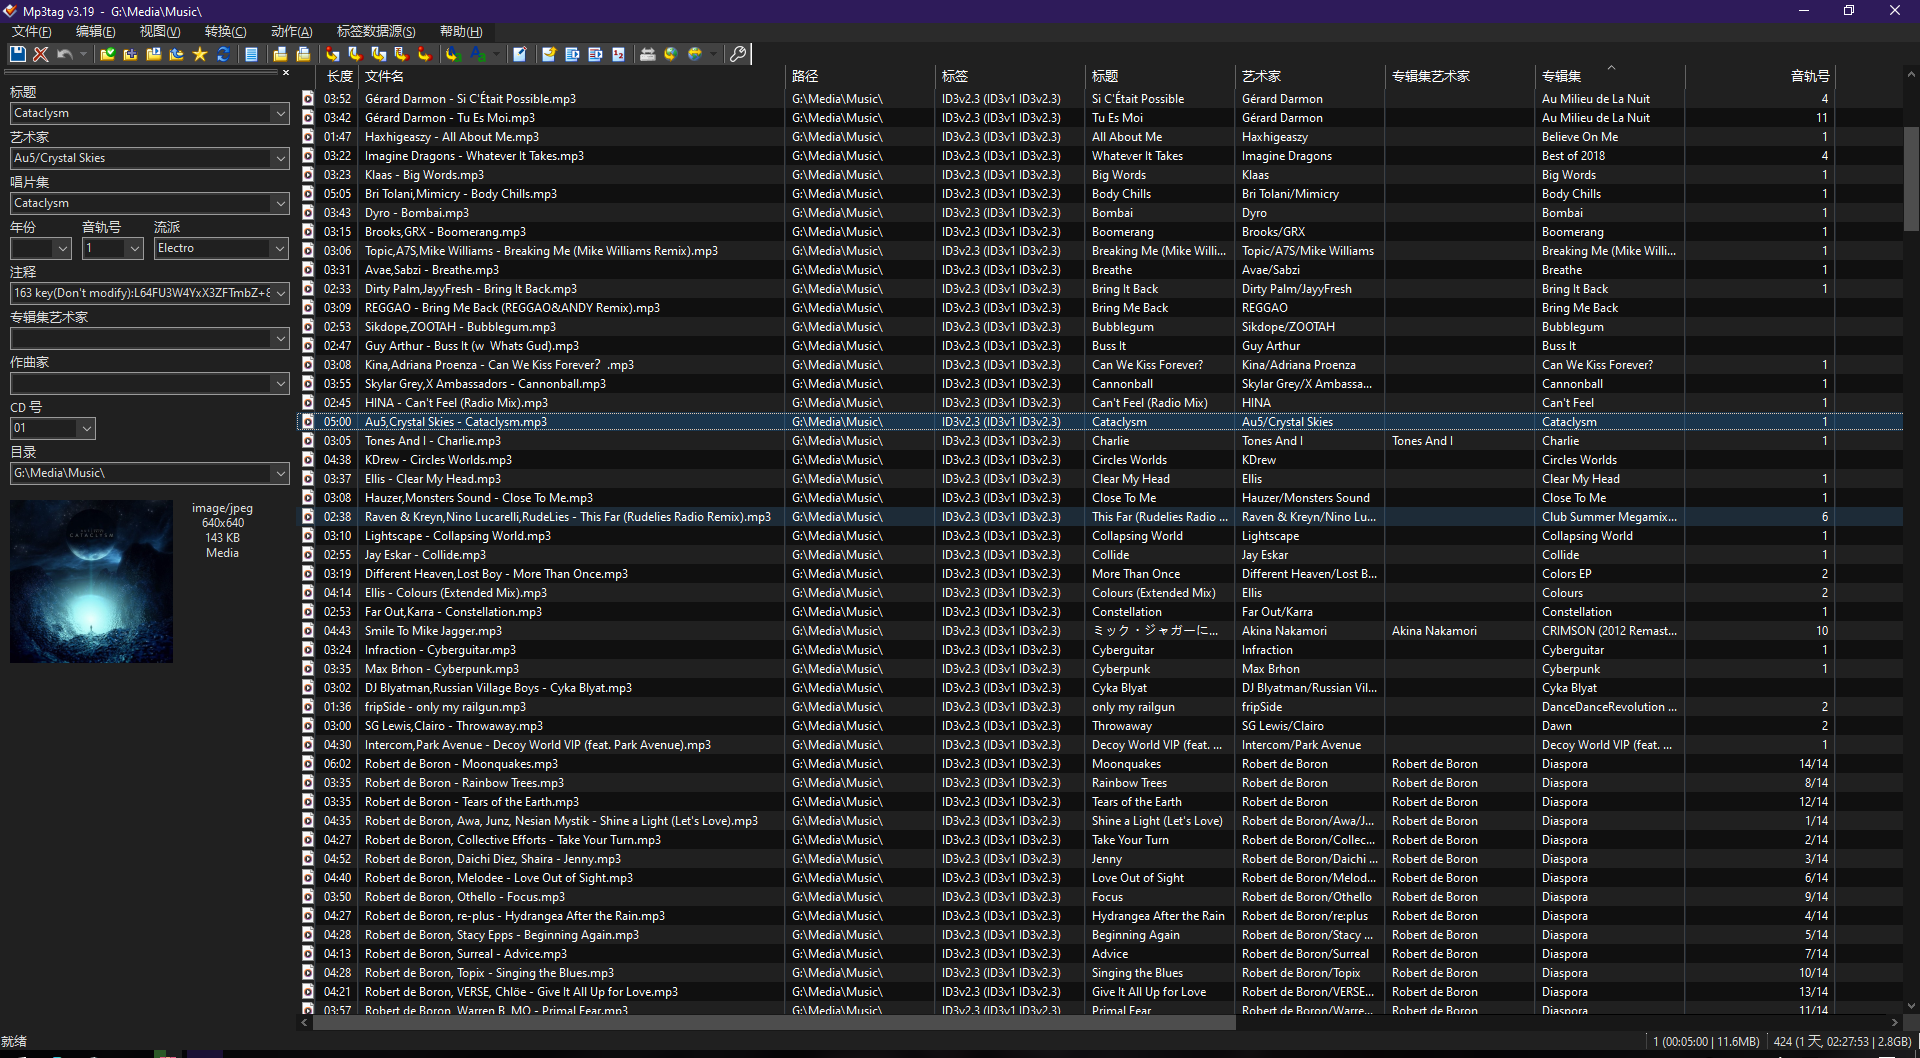 Mp3tag v3.19 - G:\Media\Music\
文件(F) 编辑(E) 视图(V) 转换(C) 动作(A) 标签数据源(S) 帮助(H)
标题
Cataclysm
艺术家
Au5/Crystal Skies
唱片集
Cataclysm
年份 音轨号 流派
1 Electro
注释
163 key(Don't modify):L64FU3W4YxX3ZFTmbZ+8
专辑集艺术家
作曲家
CD 号
01
目录
G:\Media\Music\
image/jpeg
640x640
143 KB
Media
长度 文件名 路径 标签 标题 艺术家 专辑集艺术家 专辑集 音轨号
03:52 Gérard Darmon - Si C'Était Possible.mp3 G:\Media\Music\ ID3v2.3 (ID3v1 ID3v2.3) Si C'Était Possible Gérard Darmon Au Milieu de La Nuit 4
03:42 Gérard Darmon - Tu Es Moi.mp3 G:\Media\Music\ ID3v2.3 (ID3v1 ID3v2.3) Tu Es Moi Gérard Darmon Au Milieu de La Nuit 11
01:47 Haxhigeaszy - All About Me.mp3 G:\Media\Music\ ID3v2.3 (ID3v1 ID3v2.3) All About Me Haxhigeaszy Believe On Me 1
03:22 Imagine Dragons - Whatever It Takes.mp3 G:\Media\Music\ ID3v2.3 (ID3v1 ID3v2.3) Whatever It Takes Imagine Dragons Best of 2018 4
03:23 Klaas - Big Words.mp3 G:\Media\Music\ ID3v2.3 (ID3v1 ID3v2.3) Big Words Klaas Big Words 1
05:05 Bri Tolani,Mimicry - Body Chills.mp3 G:\Media\Music\ ID3v2.3 (ID3v1 ID3v2.3) Body Chills Bri Tolani/Mimicry Body Chills 1
03:43 Dyro - Bombai.mp3 G:\Media\Music\ ID3v2.3 (ID3v1 ID3v2.3) Bombai Dyro Bombai 1
03:15 Brooks,GRX - Boomerang.mp3 G:\Media\Music\ ID3v2.3 (ID3v1 ID3v2.3) Boomerang Brooks/GRX Boomerang 1
03:06 Topic,A7S,Mike Williams - Breaking Me (Mike Williams Remix).mp3 G:\Media\Music\ ID3v2.3 (ID3v1 ID3v2.3) Breaking Me (Mike Willi... Topic/A7S/Mike Williams Breaking Me (Mike Willi... 1
03:31 Avae,Sabzi - Breathe.mp3 G:\Media\Music\ ID3v2.3 (ID3v1 ID3v2.3) Breathe Avae/Sabzi Breathe 1
02:33 Dirty Palm,JayyFresh - Bring It Back.mp3 G:\Media\Music\ ID3v2.3 (ID3v1 ID3v2.3) Bring It Back Dirty Palm/JayyFresh Bring It Back 1
03:09 REGGAO - Bring Me Back (REGGAO&ANDY Remix).mp3 G:\Media\Music\ ID3v2.3 (ID3v1 ID3v2.3) Bring Me Back REGGAO Bring Me Back
02:53 Sikdope,ZOOTAH - Bubblegum.mp3 G:\Media\Music\ ID3v2.3 (ID3v1 ID3v2.3) Bubblegum Sikdope/ZOOTAH Bubblegum
02:47 Guy Arthur - Buss It (w Whats Gud).mp3 G:\Media\Music\ ID3v2.3 (ID3v1 ID3v2.3) Buss It Guy Arthur Buss It
03:08 Kina,Adriana Proenza - Can We Kiss Forever？.mp3 G:\Media\Music\ ID3v2.3 (ID3v1 ID3v2.3) Can We Kiss Forever? Kina/Adriana Proenza Can We Kiss Forever? 1
03:55 Skylar Grey,X Ambassadors - Cannonball.mp3 G:\Media\Music\ ID3v2.3 (ID3v1 ID3v2.3) Cannonball Skylar Grey/X Ambassa... Cannonball 1
02:45 HINA - Can't Feel (Radio Mix).mp3 G:\Media\Music\ ID3v2.3 (ID3v1 ID3v2.3) Can't Feel (Radio Mix) HINA Can't Feel 1
05:00 Au5,Crystal Skies - Cataclysm.mp3 G:\Media\Music\ ID3v2.3 (ID3v1 ID3v2.3) Cataclysm Au5/Crystal Skies Cataclysm 1
03:05 Tones And I - Charlie.mp3 G:\Media\Music\ ID3v2.3 (ID3v1 ID3v2.3) Charlie Tones And I Tones And I Charlie 1
04:38 KDrew - Circles Worlds.mp3 G:\Media\Music\ ID3v2.3 (ID3v1 ID3v2.3) Circles Worlds KDrew Circles Worlds
03:37 Ellis - Clear My Head.mp3 G:\Media\Music\ ID3v2.3 (ID3v1 ID3v2.3) Clear My Head Ellis Clear My Head 1
03:08 Hauzer,Monsters Sound - Close To Me.mp3 G:\Media\Music\ ID3v2.3 (ID3v1 ID3v2.3) Close To Me Hauzer/Monsters Sound Close To Me 1
02:38 Raven & Kreyn,Nino Lucarelli,RudeLies - This Far (Rudelies Radio Remix).mp3 G:\Media\Music\ ID3v2.3 (ID3v1 ID3v2.3) This Far (Rudelies Radio ... Raven & Kreyn/Nino Lu... Club Summer Megamix... 6
03:10 Lightscape - Collapsing World.mp3 G:\Media\Music\ ID3v2.3 (ID3v1 ID3v2.3) Collapsing World Lightscape Collapsing World 1
02:55 Jay Eskar - Collide.mp3 G:\Media\Music\ ID3v2.3 (ID3v1 ID3v2.3) Collide Jay Eskar Collide 1
03:19 Different Heaven,Lost Boy - More Than Once.mp3 G:\Media\Music\ ID3v2.3 (ID3v1 ID3v2.3) More Than Once Different Heaven/Lost B... Colors EP 2
04:14 Ellis - Colours (Extended Mix).mp3 G:\Media\Music\ ID3v2.3 (ID3v1 ID3v2.3) Colours (Extended Mix) Ellis Colours 2
02:53 Far Out,Karra - Constellation.mp3 G:\Media\Music\ ID3v2.3 (ID3v1 ID3v2.3) Constellation Far Out/Karra Constellation 1
04:43 Smile To Mike Jagger.mp3 G:\Media\Music\ ID3v2.3 (ID3v1 ID3v2.3) ミック・ジャガーに... Akina Nakamori Akina Nakamori CRIMSON (2012 Remast... 10
03:24 Infraction - Cyberguitar.mp3 G:\Media\Music\ ID3v2.3 (ID3v1 ID3v2.3) Cyberguitar Infraction Cyberguitar 1
03:35 Max Brhon - Cyberpunk.mp3 G:\Media\Music\ ID3v2.3 (ID3v1 ID3v2.3) Cyberpunk Max Brhon Cyberpunk 1
03:02 DJ Blyatman,Russian Village Boys - Cyka Blyat.mp3 G:\Media\Music\ ID3v2.3 (ID3v1 ID3v2.3) Cyka Blyat DJ Blyatman/Russian Vil... Cyka Blyat
01:36 fripSide - only my railgun.mp3 G:\Media\Music\ ID3v2.3 (ID3v1 ID3v2.3) only my railgun fripSide DanceDanceRevolution ... 2
03:00 SG Lewis,Clairo - Throwaway.mp3 G:\Media\Music\ ID3v2.3 (ID3v1 ID3v2.3) Throwaway SG Lewis/Clairo Dawn 2
04:30 Intercom,Park Avenue - Decoy World VIP (feat. Park Avenue).mp3 G:\Media\Music\ ID3v2.3 (ID3v1 ID3v2.3) Decoy World VIP (feat. ... Intercom/Park Avenue Decoy World VIP (feat. ... 1
06:02 Robert de Boron - Moonquakes.mp3 G:\Media\Music\ ID3v2.3 (ID3v1 ID3v2.3) Moonquakes Robert de Boron Robert de Boron Diaspora 14/14
03:35 Robert de Boron - Rainbow Trees.mp3 G:\Media\Music\ ID3v2.3 (ID3v1 ID3v2.3) Rainbow Trees Robert de Boron Robert de Boron Diaspora 8/14
03:35 Robert de Boron - Tears of the Earth.mp3 G:\Media\Music\ ID3v2.3 (ID3v1 ID3v2.3) Tears of the Earth Robert de Boron Robert de Boron Diaspora 12/14
04:35 Robert de Boron, Awa, Junz, Nesian Mystik - Shine a Light (Let's Love).mp3 G:\Media\Music\ ID3v2.3 (ID3v1 ID3v2.3) Shine a Light (Let's Love) Robert de Boron/Awa/J... Robert de Boron Diaspora 1/14
04:27 Robert de Boron, Collective Efforts - Take Your Turn.mp3 G:\Media\Music\ ID3v2.3 (ID3v1 ID3v2.3) Take Your Turn Robert de Boron/Collec... Robert de Boron Diaspora 2/14
04:52 Robert de Boron, Daichi Diez, Shaira - Jenny.mp3 G:\Media\Music\ ID3v2.3 (ID3v1 ID3v2.3) Jenny Robert de Boron/Daichi ... Robert de Boron Diaspora 3/14
04:40 Robert de Boron, Melodee - Love Out of Sight.mp3 G:\Media\Music\ ID3v2.3 (ID3v1 ID3v2.3) Love Out of Sight Robert de Boron/Melod... Robert de Boron Diaspora 6/14
03:50 Robert de Boron, Othello - Focus.mp3 G:\Media\Music\ ID3v2.3 (ID3v1 ID3v2.3) Focus Robert de Boron/Othello Robert de Boron Diaspora 9/14
04:27 Robert de Boron, re-plus - Hydrangea After the Rain.mp3 G:\Media\Music\ ID3v2.3 (ID3v1 ID3v2.3) Hydrangea After the Rain Robert de Boron/re:plus Robert de Boron Diaspora 4/14
04:28 Robert de Boron, Stacy Epps - Beginning Again.mp3 G:\Media\Music\ ID3v2.3 (ID3v1 ID3v2.3) Beginning Again Robert de Boron/Stacy ... Robert de Boron Diaspora 5/14
04:13 Robert de Boron, Surreal - Advice.mp3 G:\Media\Music\ ID3v2.3 (ID3v1 ID3v2.3) Advice Robert de Boron/Surreal Robert de Boron Diaspora 7/14
04:28 Robert de Boron, Topix - Singing the Blues.mp3 G:\Media\Music\ ID3v2.3 (ID3v1 ID3v2.3) Singing the Blues Robert de Boron/Topix Robert de Boron Diaspora 10/14
04:21 Robert de Boron, VERSE, Chlöe - Give It All Up for Love.mp3 G:\Media\Music\ ID3v2.3 (ID3v1 ID3v2.3) Give It All Up for Love Robert de Boron/VERSE... Robert de Boron Diaspora 13/14
03:57 Robert de Boron, Warren B, MO - Primal Fear.mp3 G:\Media\Music\ ID3v2.3 (ID3v1 ID3v2.3) Primal Fear Robert de Boron/Warre... Robert de Boron Diaspora 11/14
就绪 1 (00:05:00 | 11.6MB) 424 (1 天, 02:27:53 | 2.8GB)